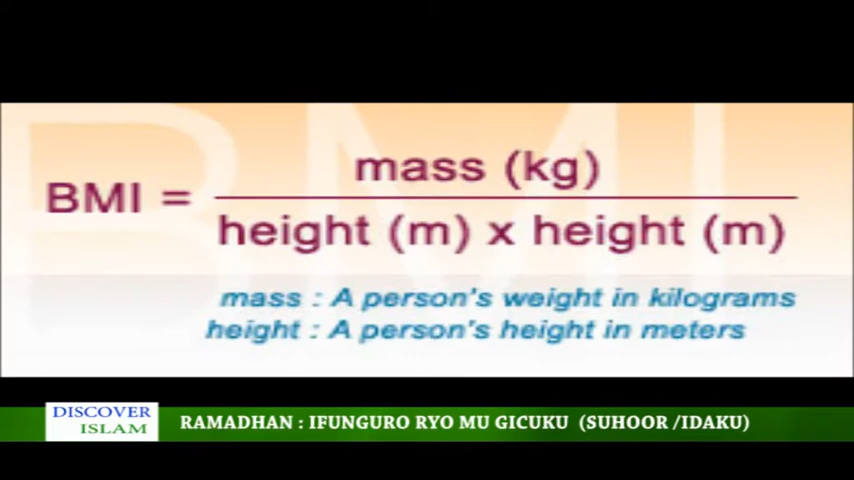 BMI =
mass (kg)
height (m) x height (m)
mass : A person's weight in kilograms
height : A person's height in meters
DISCOVER
ISLAM
RAMADHAN : IFUNGURO RYO MU GICUKU (SUHOOR /IDAKU)
BMI